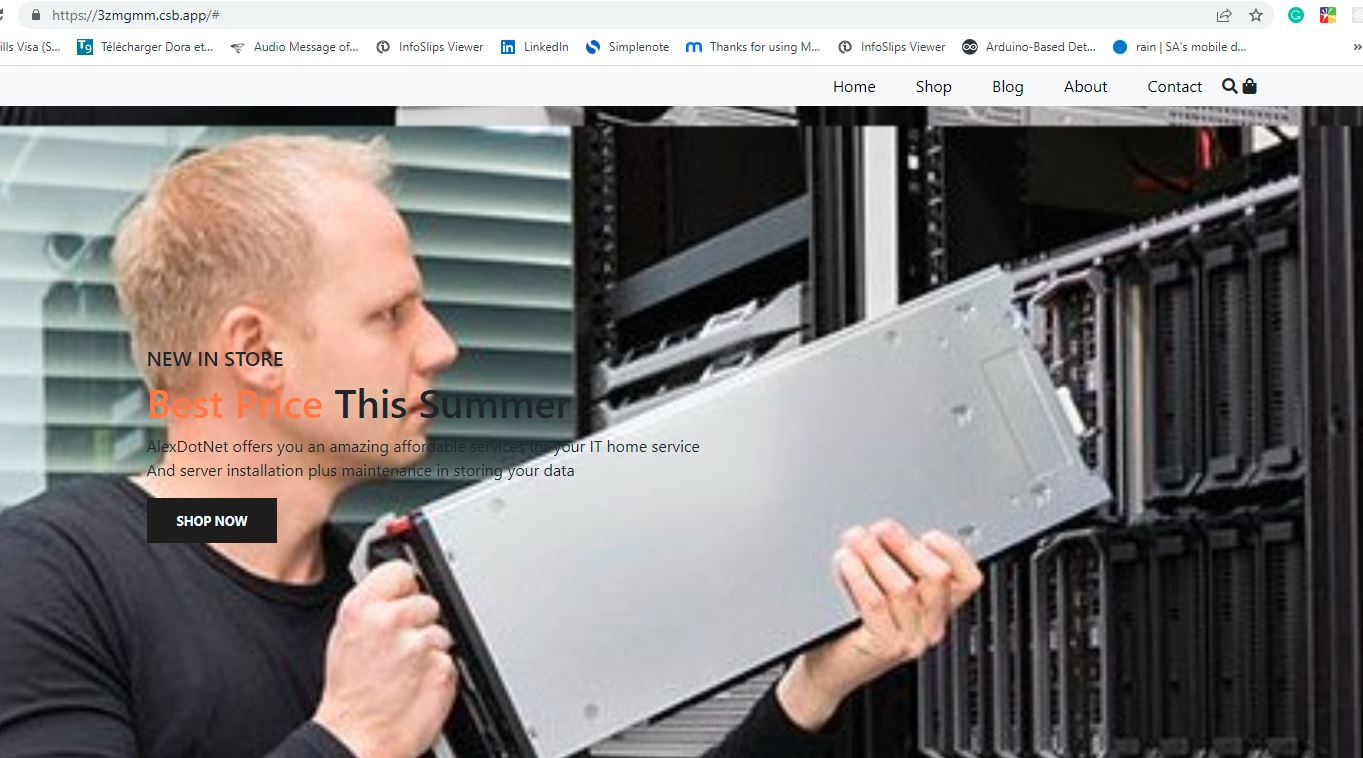 https://3zmgmm.csb.app/#
ills Visa (S... Télécharger Dora et... Audio Message of... InfoSlips Viewer LinkedIn Simplenote Thanks for using M... InfoSlips Viewer Arduino-Based Det... rain | SA's mobile d... »
Home Shop Blog About Contact
NEW IN STORE
Best Price This Summer
AlexDotNet offers you an amazing affordable services for your IT home service
And server installation plus maintenance in storing your data
SHOP NOW